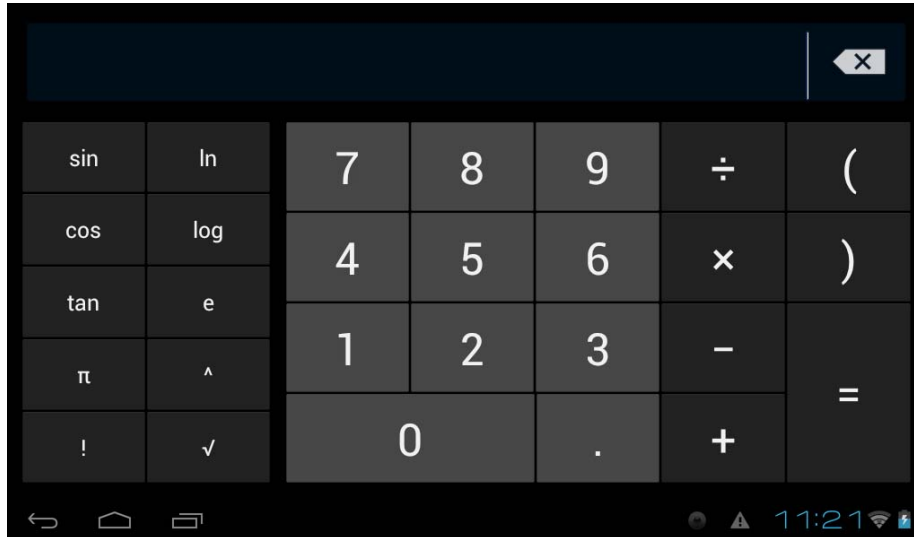 sin ln 7 8 9 ÷ (
cos log 4 5 6 × )
tan e 1 2 3 − =
π ^ 0 . +
! √
11:21